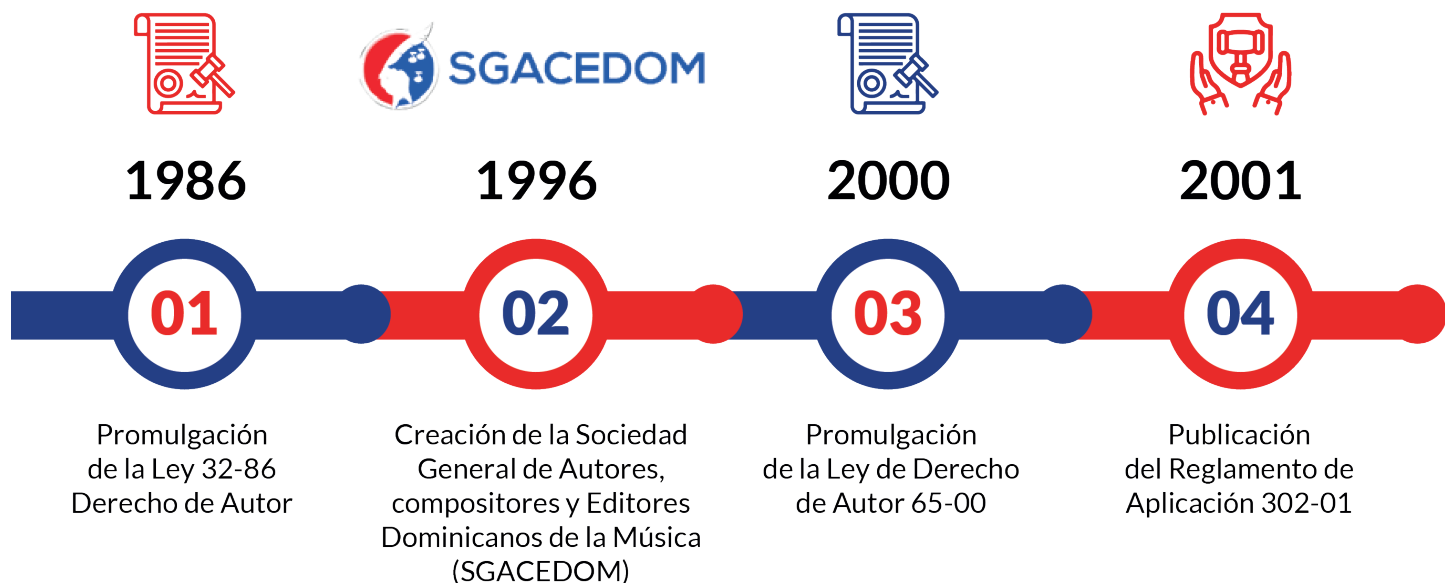 SGACEDOM
1986
1996
2000
2001
01
02
03
04
Promulgación
de la Ley 32-86
Derecho de Autor
Creación de la Sociedad
General de Autores,
compositores y Editores
Dominicanos de la Música
(SGACEDOM)
Promulgación
de la Ley de Derecho
de Autor 65-00
Publicación
del Reglamento de
Aplicación 302-01